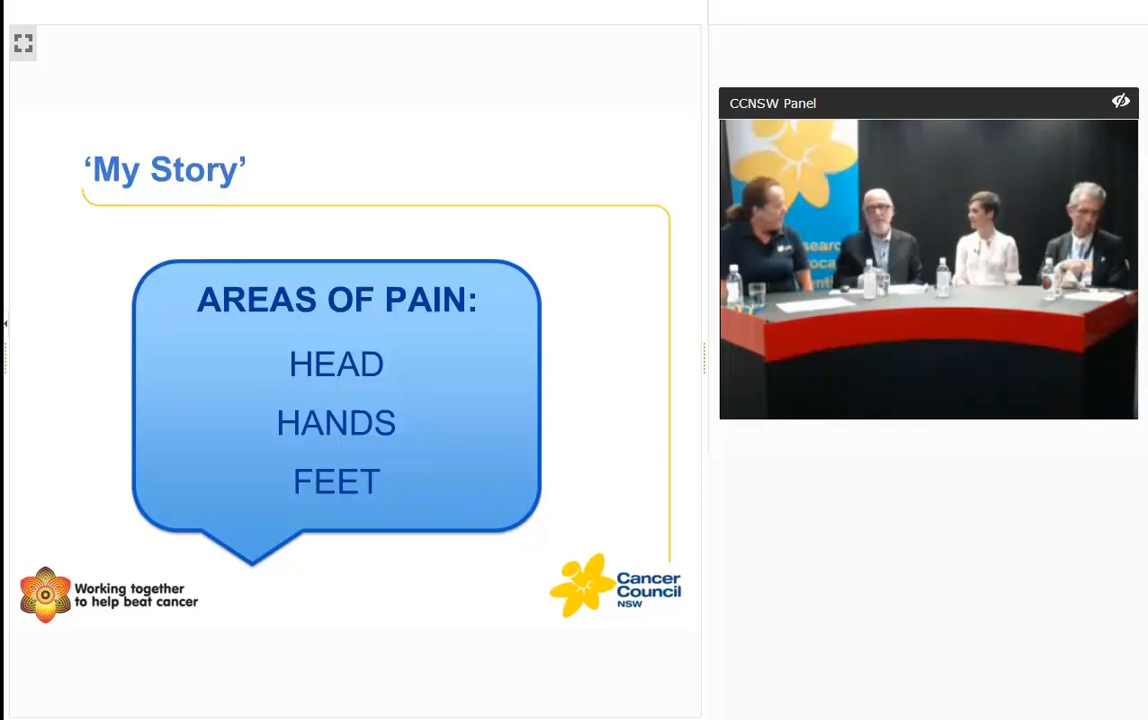 ‘My Story’
AREAS OF PAIN:
HEAD
HANDS
FEET
Working together
to help beat cancer
Cancer
Council
NSW
CCNSW Panel